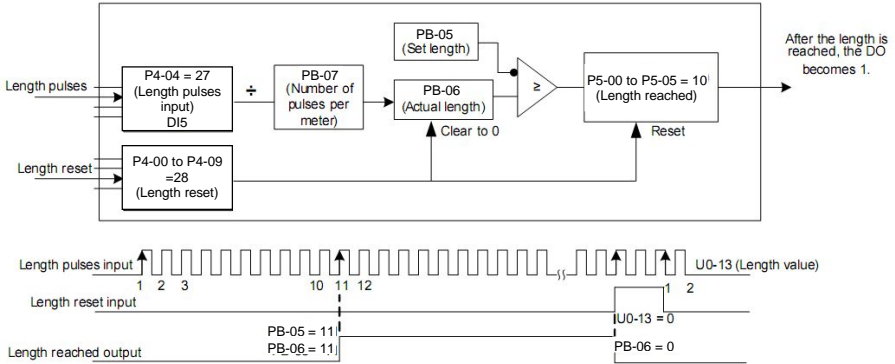 PB-05
(Set length)
After the length is
reached, the DO
becomes 1.
Length pulses
P4-04 = 27
(Length pulses
input)
DI5
÷
PB-07
(Number of
pulses per
meter)
PB-06
(Actual length)
≥
P5-00 to P5-05 = 10
(Length reached)
Clear to 0
Reset
Length reset
P4-00 to P4-09
=28
(Length reset)
Length pulses input
U0-13 (Length value)
1 2 3 10 11 12 1 2
Length reset input
U0-13 = 0
PB-05 = 11
PB-06 = 11
PB-06 = 0
Length reached output